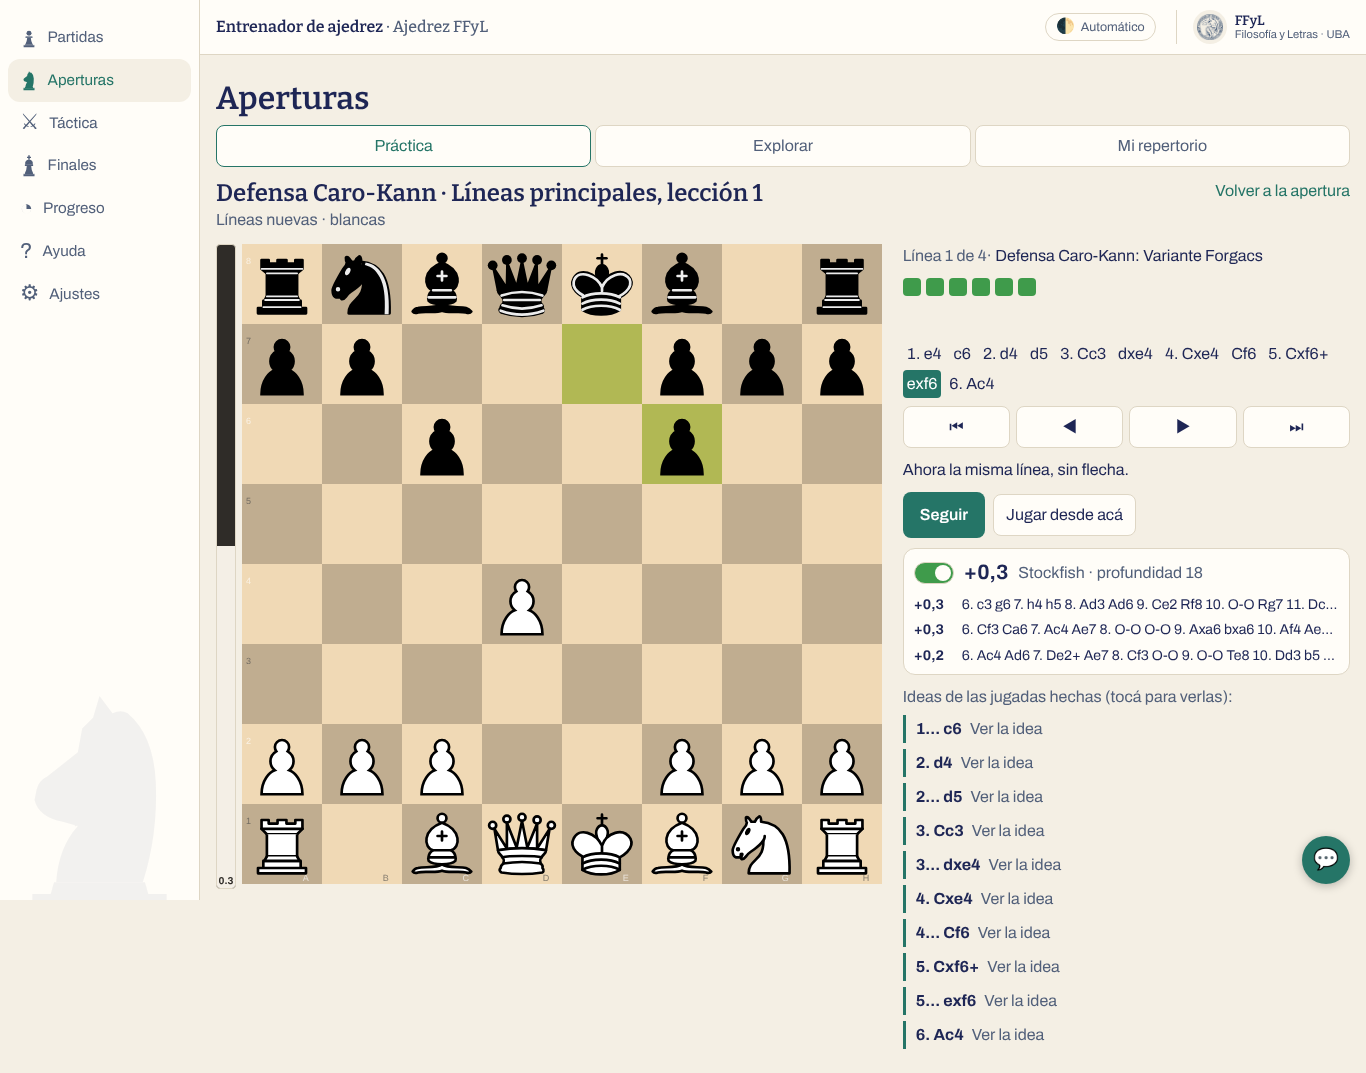 Partidas
Aperturas
Táctica
Finales
Progreso
? Ayuda
Ajustes
Entrenador de ajedrez · Ajedrez FFyL
Automático
FFyL
Filosofía y Letras · UBA
Aperturas
Práctica
Explorar
Mi repertorio
Defensa Caro-Kann · Líneas principales, lección 1
Volver a la apertura
Líneas nuevas · blancas
8
7
6
5
4
3
2
1
A B C D E F G H
0.3
Línea 1 de 4· Defensa Caro-Kann: Variante Forgacs
1. e4 c6 2. d4 d5 3. Cc3 dxe4 4. Cxe4 Cf6 5. Cxf6+
exf6 6. Ac4
Ahora la misma línea, sin flecha.
Seguir
Jugar desde acá
+0,3 Stockfish · profundidad 18
+0,3 6. c3 g6 7. h4 h5 8. Ad3 Ad6 9. Ce2 Rf8 10. O-O Rg7 11. Dc...
+0,3 6. Cf3 Ca6 7. Ac4 Ae7 8. O-O O-O 9. Axa6 bxa6 10. Af4 Ae...
+0,2 6. Ac4 Ad6 7. De2+ Ae7 8. Cf3 O-O 9. O-O Te8 10. Dd3 b5 ...
Ideas de las jugadas hechas (tocá para verlas):
1... c6 Ver la idea
2. d4 Ver la idea
2... d5 Ver la idea
3. Cc3 Ver la idea
3... dxe4 Ver la idea
4. Cxe4 Ver la idea
4... Cf6 Ver la idea
5. Cxf6+ Ver la idea
5... exf6 Ver la idea
6. Ac4 Ver la idea